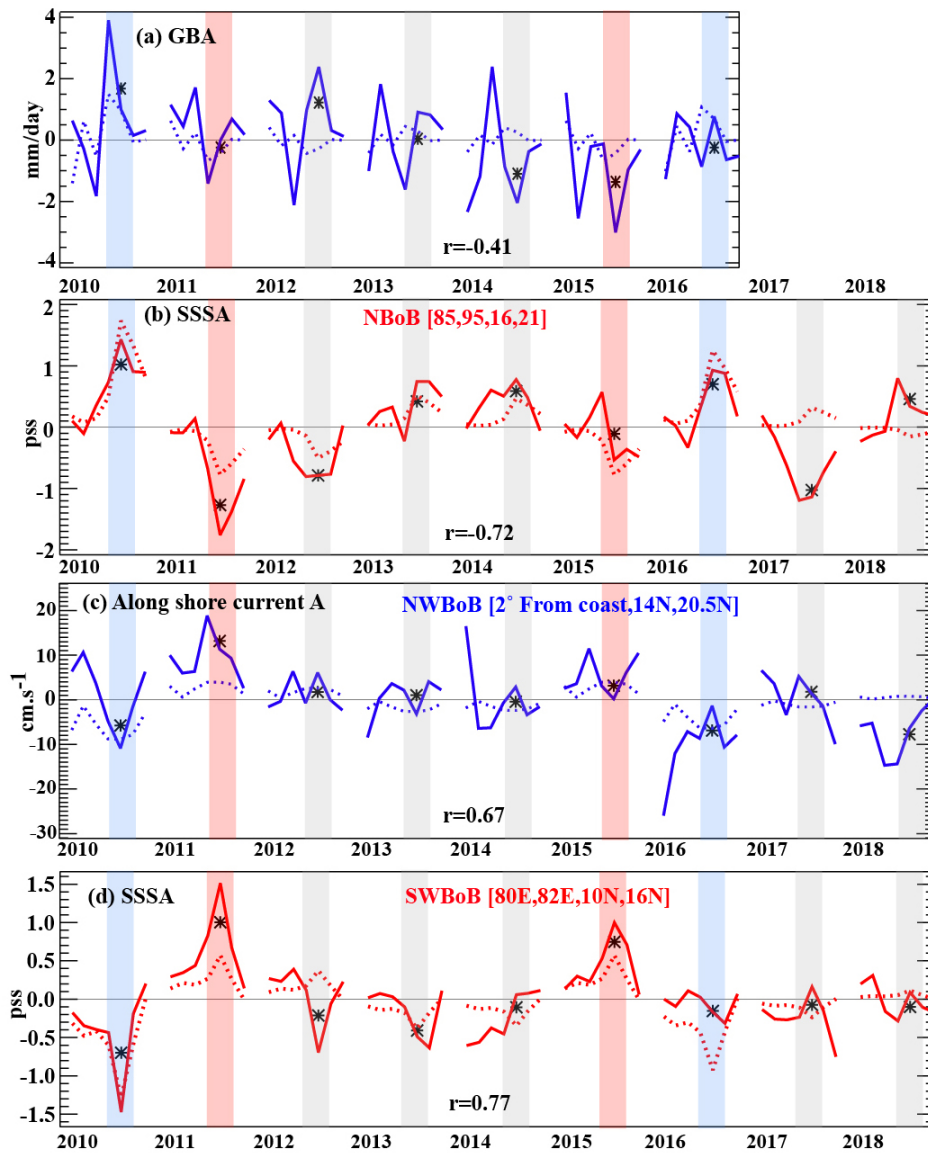 4
(a) GBA
2
mm/day
0
-2
r=-0.41
-4
2010 2011 2012 2013 2014 2015 2016 2017 2018
2
(b) SSSA NBoB [85,95,16,21]
1
pss
0
-1
r=-0.72
-2
2010 2011 2012 2013 2014 2015 2016 2017 2018
(c) Along shore current A NWBoB [2° From coast,14N,20.5N]
20
10
cm.s-1
0
-10
-20
r=0.67
-30
2010 2011 2012 2013 2014 2015 2016 2017 2018
1.5
(d) SSSA SWBoB [80E,82E,10N,16N]
1.0
0.5
pss
0.0
-0.5
-1.0
r=0.77
-1.5
2010 2011 2012 2013 2014 2015 2016 2017 2018